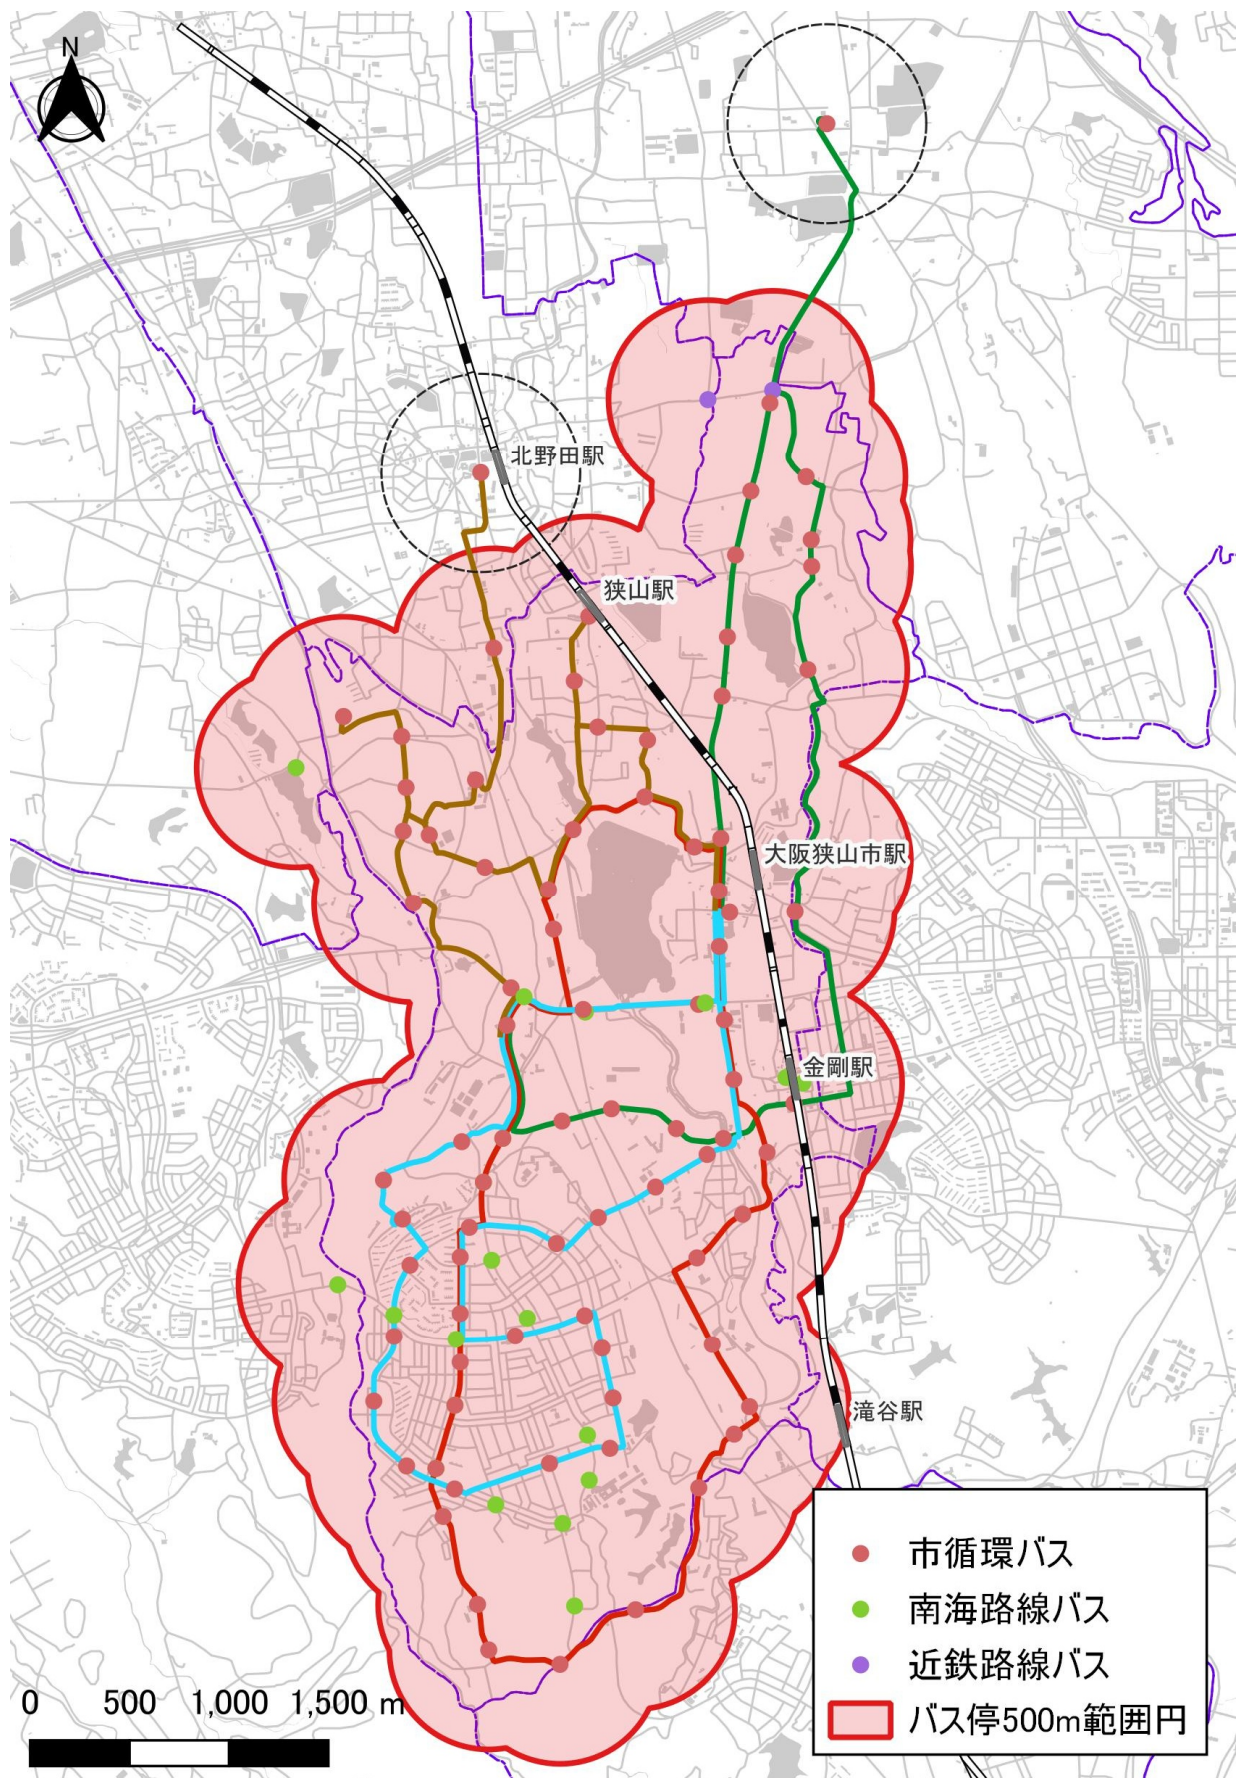 N
北野田駅
狭山駅
大阪狭山市駅
金剛駅
滝谷駅
市循環バス
南海路線バス
近鉄路線バス
バス停500m範囲円
0 500 1,000 1,500 m